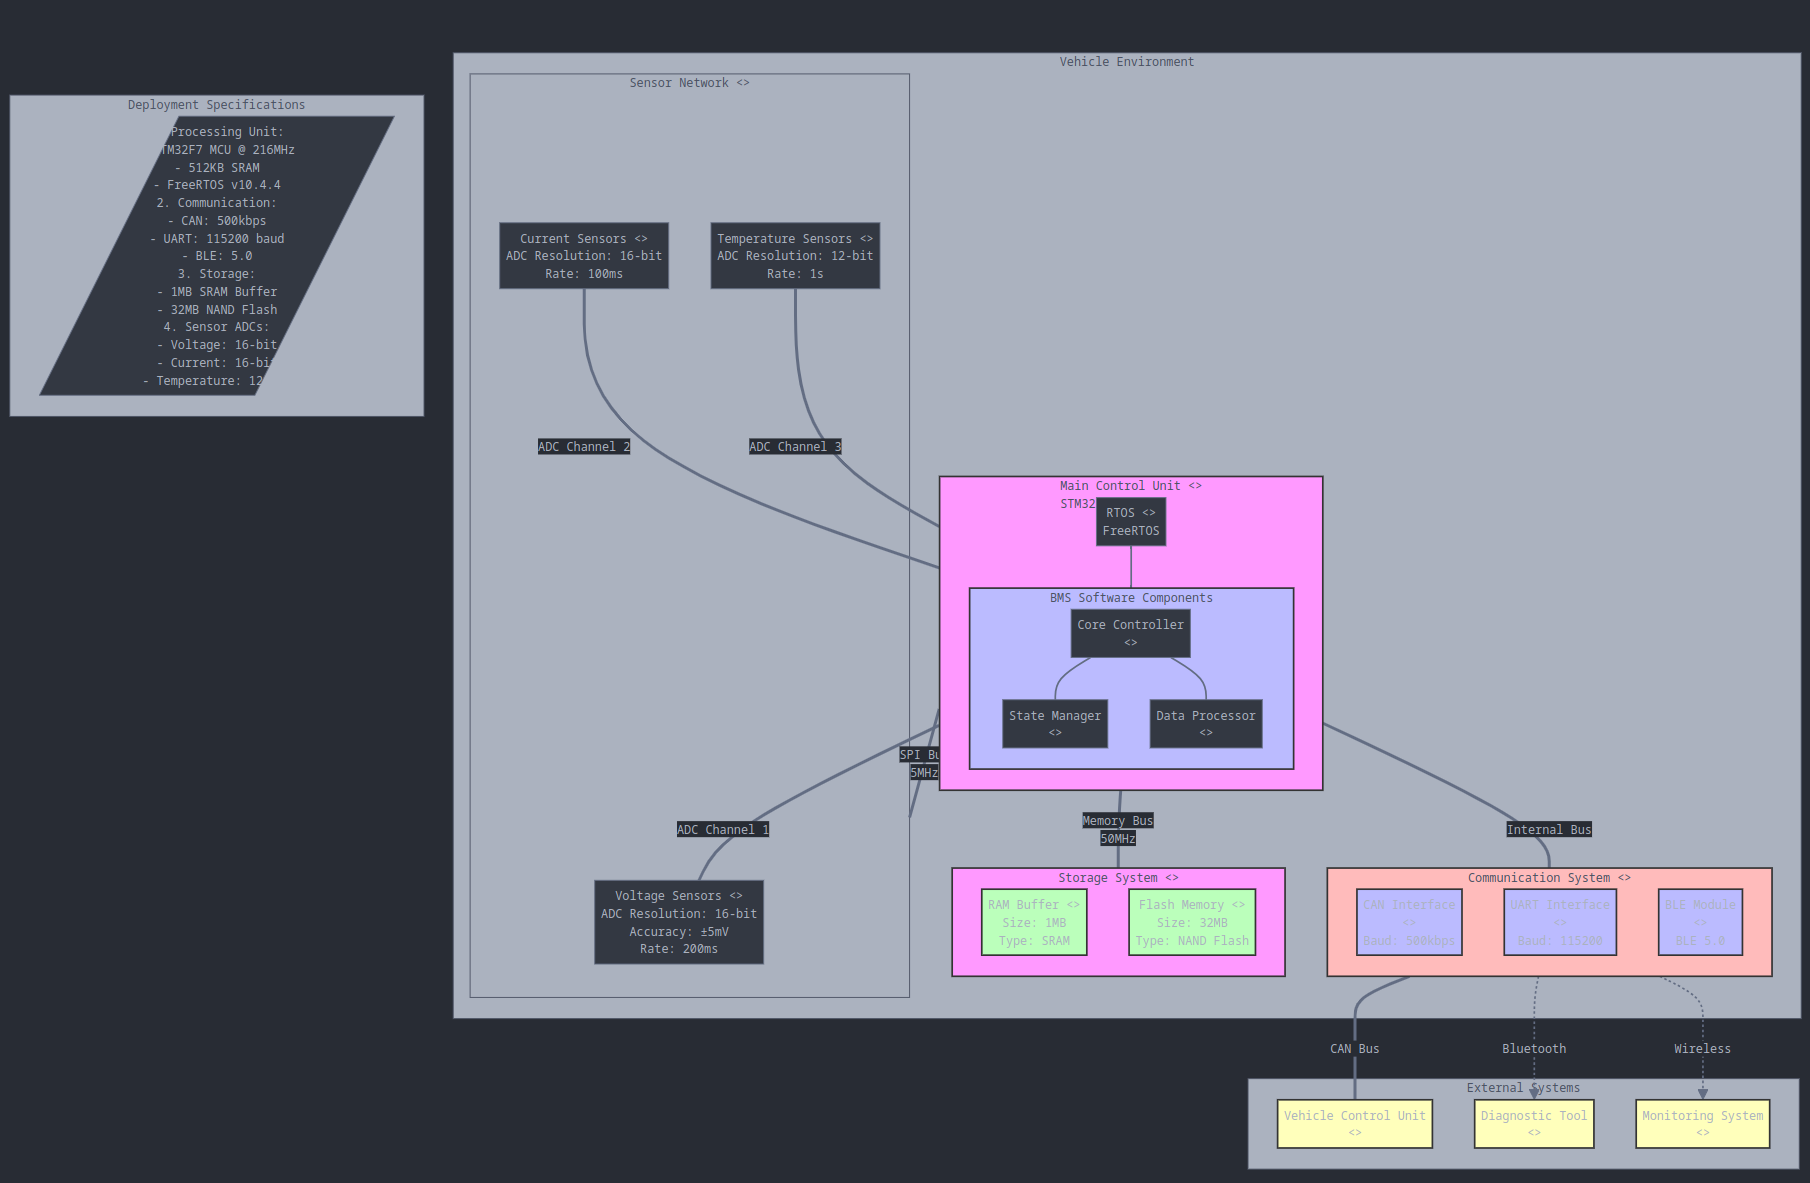 Deployment Specifications
Processing Unit:
TM32F7 MCU @ 216MHz
- 512KB SRAM
- FreeRTOS v10.4.4
2. Communication:
- CAN: 500kbps
- UART: 115200 baud
- BLE: 5.0
3. Storage:
- 1MB SRAM Buffer
- 32MB NAND Flash
4. Sensor ADCs:
- Voltage: 16-bit
- Current: 16-bit
- Temperature: 12
Vehicle Environment
Sensor Network <>
Current Sensors <>
ADC Resolution: 16-bit
Rate: 100ms
Temperature Sensors <>
ADC Resolution: 12-bit
Rate: 1s
ADC Channel 2
ADC Channel 3
Main Control Unit <>
STM32
RTOS <>
FreeRTOS
BMS Software Components
Core Controller
<>
State Manager
<>
Data Processor
<>
SPI Bu
5MHz
ADC Channel 1
Memory Bus
50MHz
Internal Bus
Voltage Sensors <>
ADC Resolution: 16-bit
Accuracy: ±5mV
Rate: 200ms
Storage System <>
RAM Buffer <>
Size: 1MB
Type: SRAM
Flash Memory <>
Size: 32MB
Type: NAND Flash
Communication System <>
CAN Interface
<>
Baud: 500kbps
UART Interface
<>
Baud: 115200
BLE Module
<>
BLE 5.0
CAN Bus
Bluetooth
Wireless
External Systems
Vehicle Control Unit
<>
Diagnostic Tool
<>
Monitoring System
<>